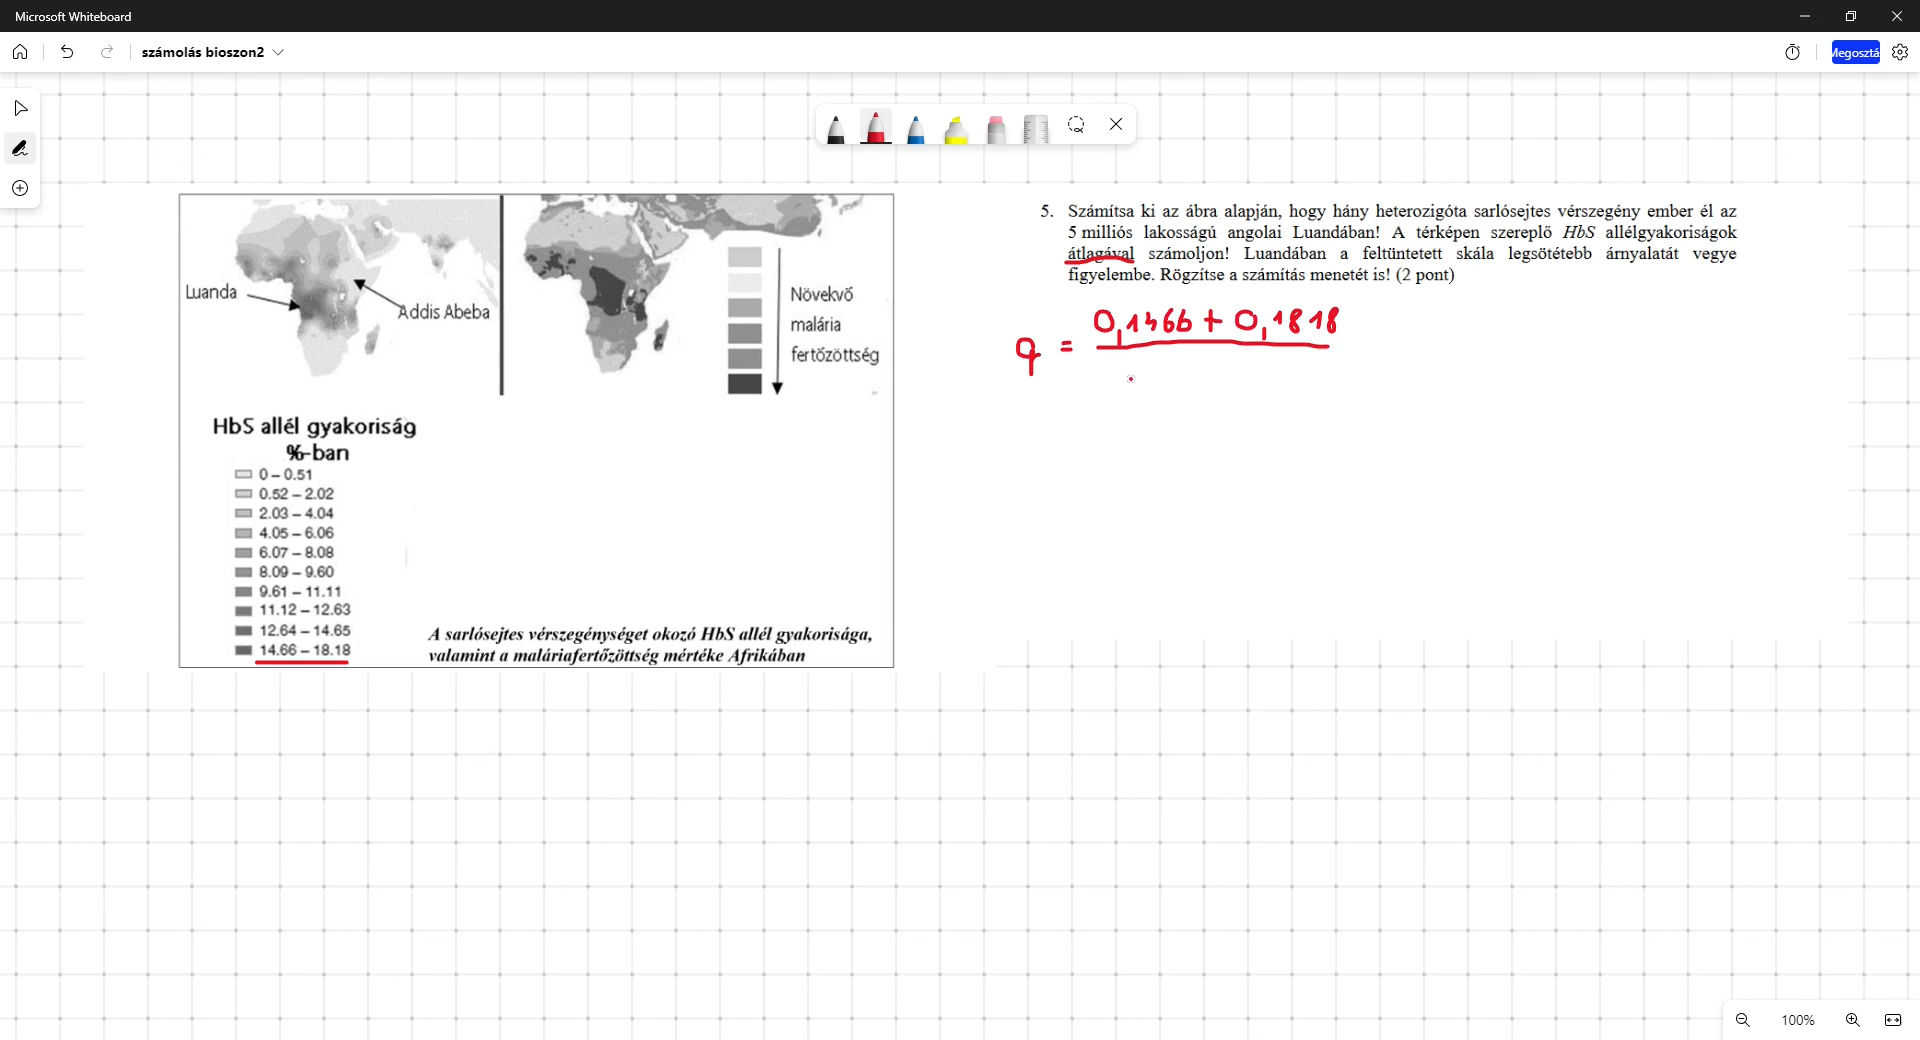 Microsoft Whiteboard
számolás bioszon2
Megosztá
Luanda
Addis Abeba
Növekvő
malária
fertőzöttség
HbS allél gyakoriság
%-ban
0 – 0.51
0.52 – 2.02
2.03 – 4.04
4.05 – 6.06
6.07 – 8.08
8.09 – 9.60
9.61 – 11.11
11.12 – 12.63
12.64 – 14.65
14.66 – 18.18
A sarlósejtes vérszegénységet okozó HbS allél gyakorisága,
valamint a maláriafertőzöttség mértéke Afrikában
5. Számítsa ki az ábra alapján, hogy hány heterozigóta sarlósejtes vérszegény ember él az
5 milliós lakosságú angolai Luandában! A térképen szereplő HbS allélgyakoriságok
átlagával számoljon! Luandában a feltüntetett skála legsötétebb árnyalatát vegye
figyelembe. Rögzítse a számítás menetét is! (2 pont)
0,1466 + 0,1818
q =
100%